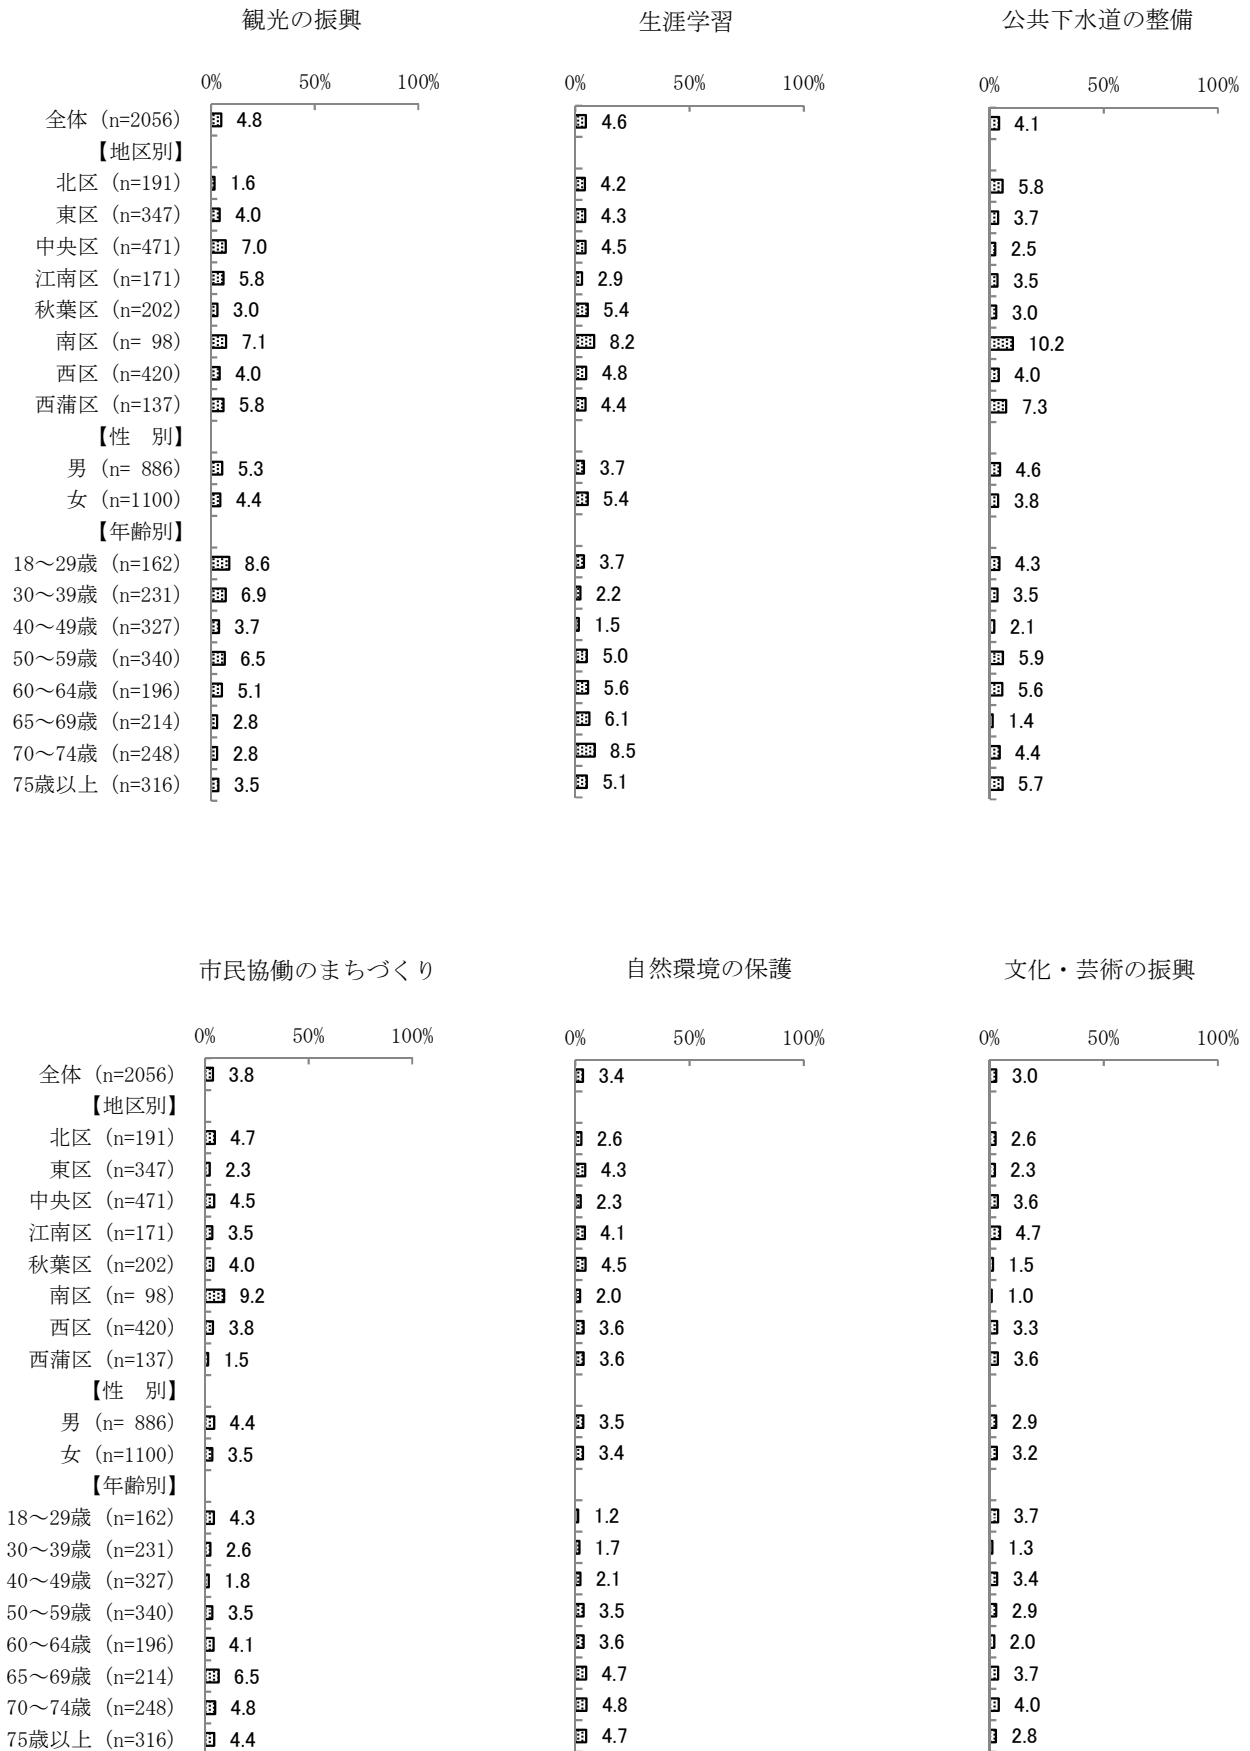 観光の振興 生涯学習 公共下水道の整備
0% 50% 100% 0% 50% 100% 0% 50% 100%
全体 (n=2056) 4.8 4.6 4.1
【地区別】
北区 (n=191) 1.6 4.2 5.8
東区 (n=347) 4.0 4.3 3.7
中央区 (n=471) 7.0 4.5 2.5
江南区 (n=171) 5.8 2.9 3.5
秋葉区 (n=202) 3.0 5.4 3.0
南区 (n= 98) 7.1 8.2 10.2
西区 (n=420) 4.0 4.8 4.0
西蒲区 (n=137) 5.8 4.4 7.3
【性　別】
男 (n= 886) 5.3 3.7 4.6
女 (n=1100) 4.4 5.4 3.8
【年齢別】
18～29歳 (n=162) 8.6 3.7 4.3
30～39歳 (n=231) 6.9 2.2 3.5
40～49歳 (n=327) 3.7 1.5 2.1
50～59歳 (n=340) 6.5 5.0 5.9
60～64歳 (n=196) 5.1 5.6 5.6
65～69歳 (n=214) 2.8 6.1 1.4
70～74歳 (n=248) 2.8 8.5 4.4
75歳以上 (n=316) 3.5 5.1 5.7
市民協働のまちづくり 自然環境の保護 文化・芸術の振興
0% 50% 100% 0% 50% 100% 0% 50% 100%
全体 (n=2056) 3.8 3.4 3.0
【地区別】
北区 (n=191) 4.7 2.6 2.6
東区 (n=347) 2.3 4.3 2.3
中央区 (n=471) 4.5 2.3 3.6
江南区 (n=171) 3.5 4.1 4.7
秋葉区 (n=202) 4.0 4.5 1.5
南区 (n= 98) 9.2 2.0 1.0
西区 (n=420) 3.8 3.6 3.3
西蒲区 (n=137) 1.5 3.6 3.6
【性　別】
男 (n= 886) 4.4 3.5 2.9
女 (n=1100) 3.5 3.4 3.2
【年齢別】
18～29歳 (n=162) 4.3 1.2 3.7
30～39歳 (n=231) 2.6 1.7 1.3
40～49歳 (n=327) 1.8 2.1 3.4
50～59歳 (n=340) 3.5 3.5 2.9
60～64歳 (n=196) 4.1 3.6 2.0
65～69歳 (n=214) 6.5 4.7 3.7
70～74歳 (n=248) 4.8 4.8 4.0
75歳以上 (n=316) 4.4 4.7 2.8